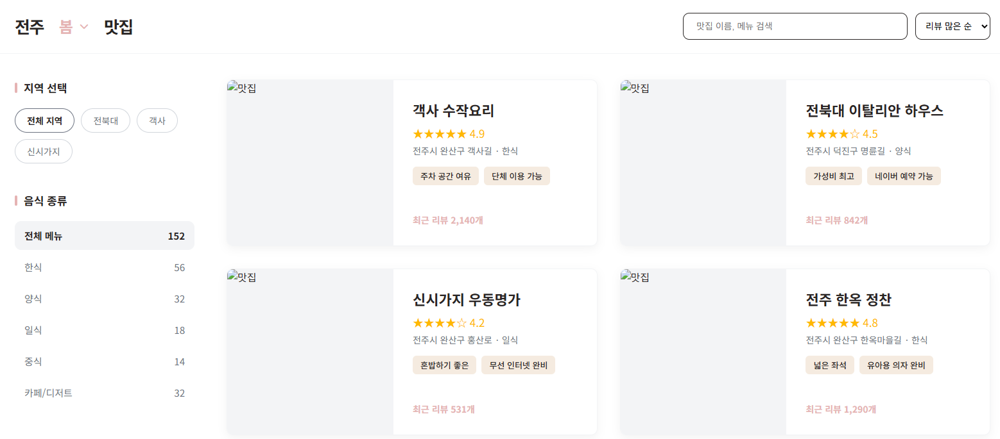 전주 봄 맛집
맛집 이름, 메뉴 검색
리뷰 많은 순
지역 선택
전체 지역 전북대 객사
신시가지
음식 종류
전체 메뉴 152
한식 56
양식 32
일식 18
중식 14
카페/디저트 32
맛집
객사 수작요리
★★★★★ 4.9
전주시 완산구 객사길 · 한식
주차 공간 여유 단체 이용 가능
최근 리뷰 2,140개
맛집
전북대 이탈리안 하우스
★★★★☆ 4.5
전주시 덕진구 명륜길 · 양식
가성비 최고 네이버 예약 가능
최근 리뷰 842개
맛집
신시가지 우동명가
★★★★☆ 4.2
전주시 완산구 홍산로 · 일식
혼밥하기 좋은 무선 인터넷 완비
최근 리뷰 531개
맛집
전주 한옥 정찬
★★★★★ 4.8
전주시 완산구 한옥마을길 · 한식
넓은 좌석 유아용 의자 완비
최근 리뷰 1,290개